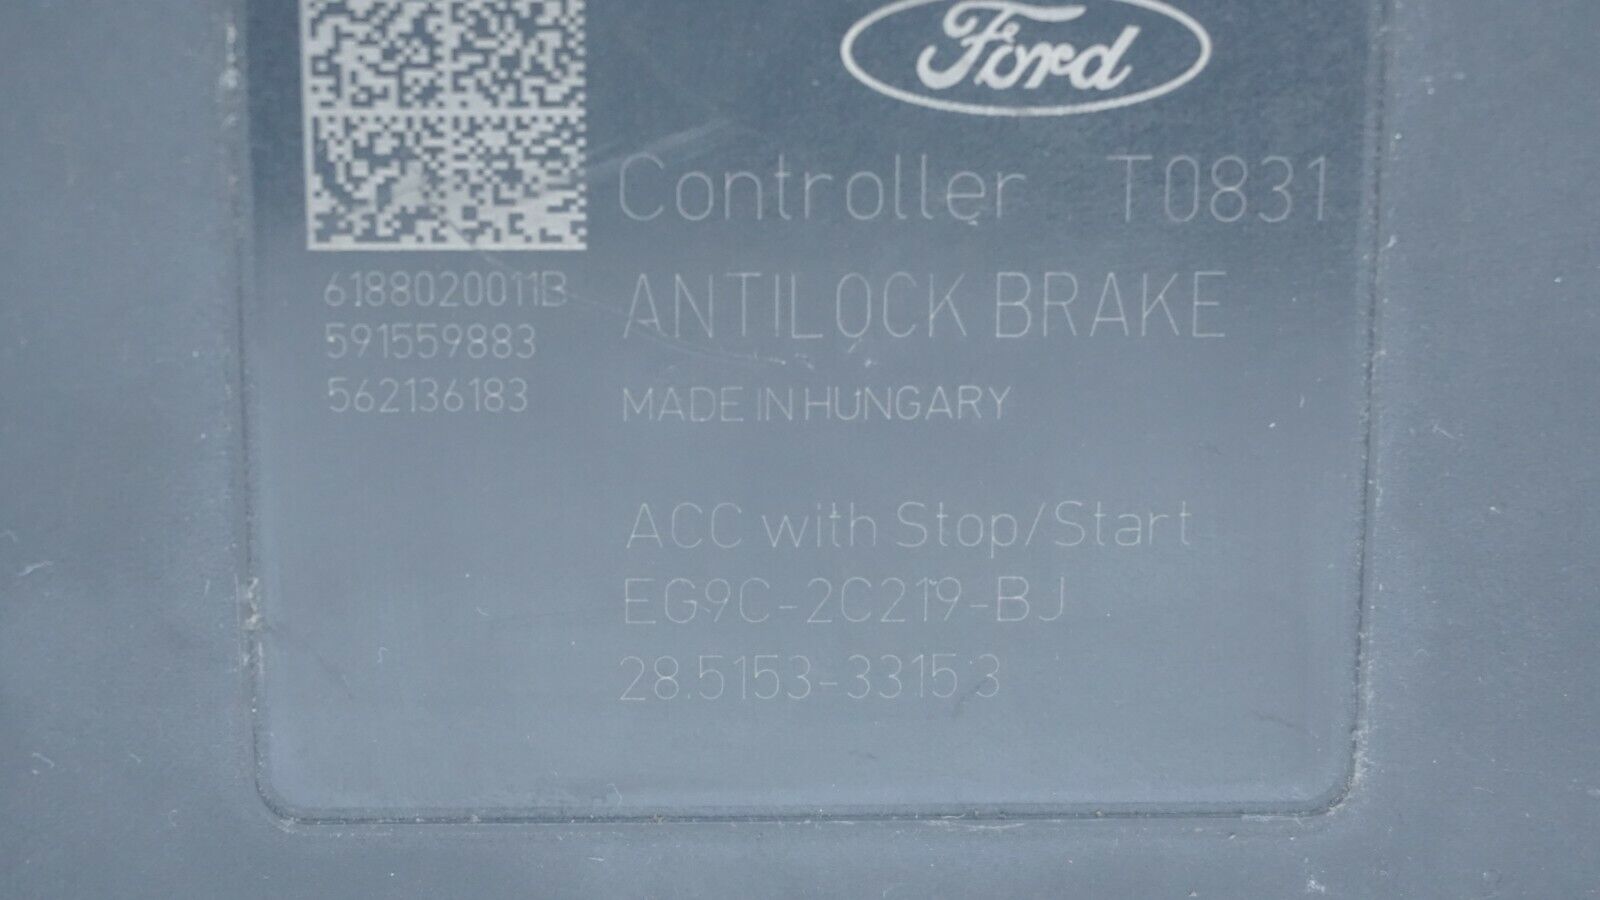 Ford
Controller T0831
6188020011B
591559883
562136183
ANTILOCK BRAKE
MADE IN HUNGARY
ACC with Stop/Start
EG9C-2C219-BJ
28.5153-3315.3